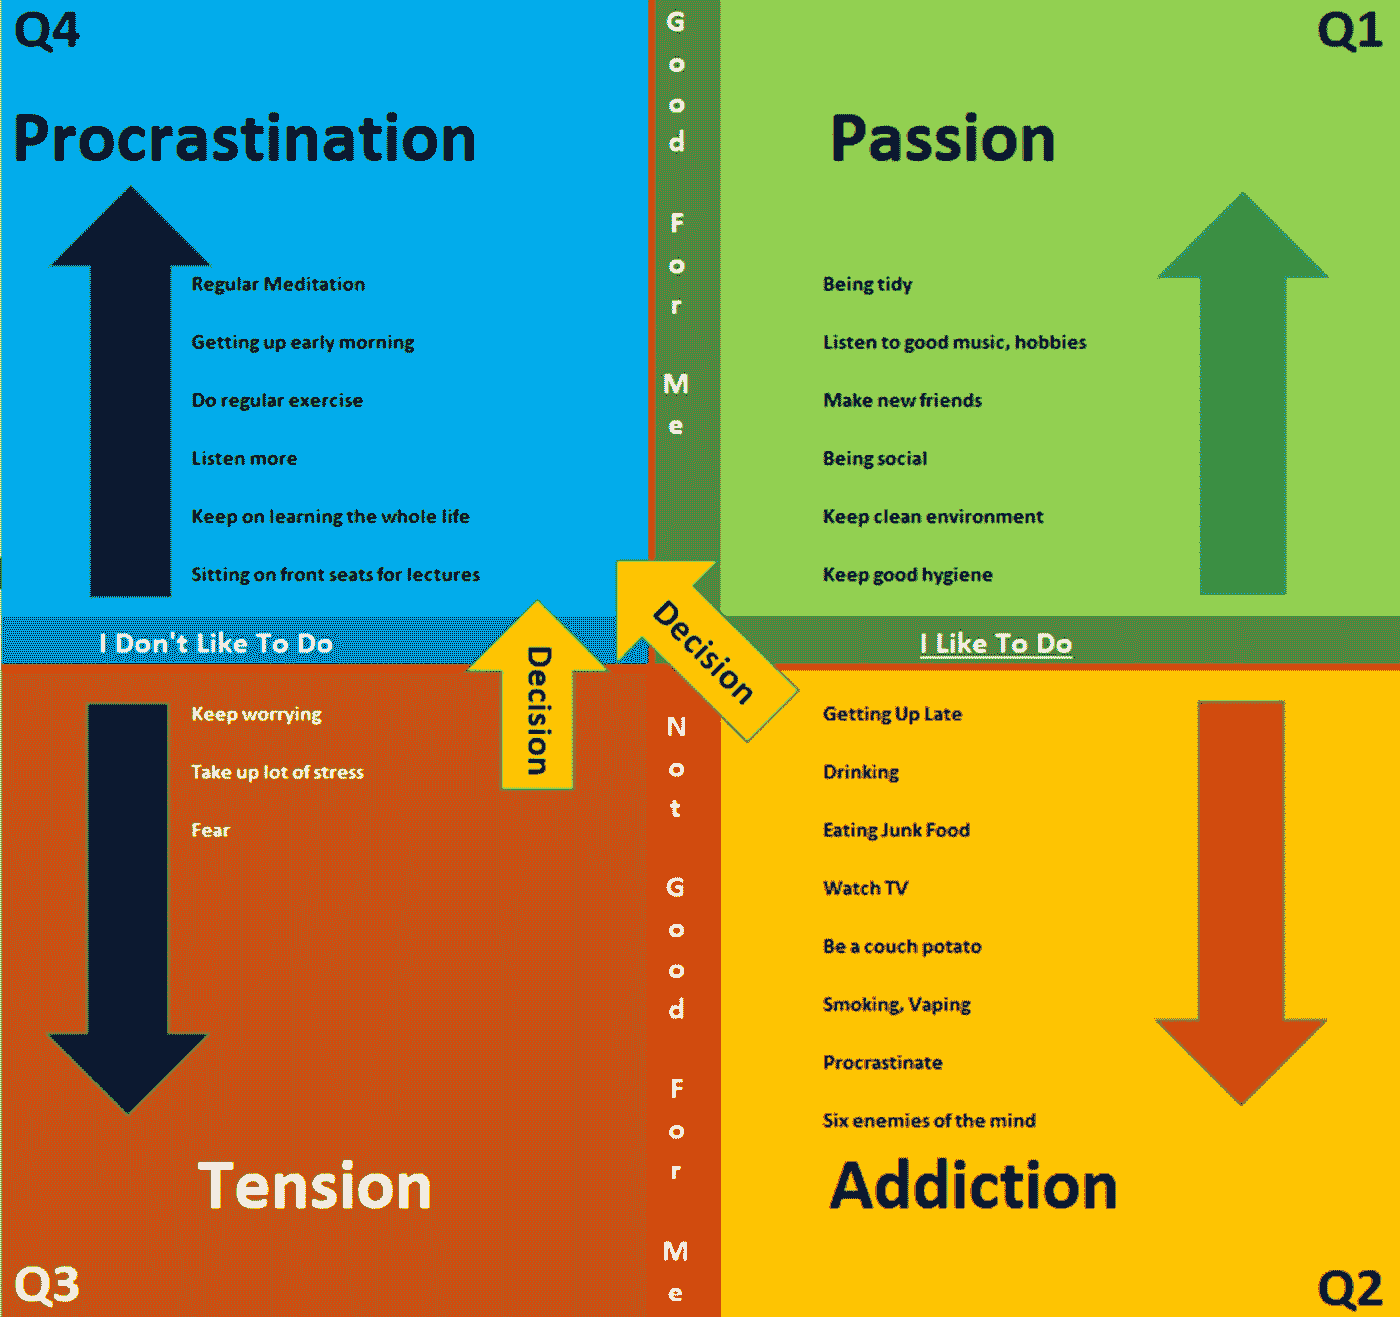 Q4
Procrastination
Regular Meditation
Getting up early morning
Do regular exercise
Listen more
Keep on learning the whole life
Sitting on front seats for lectures
I Don't Like To Do
Good For Me
Q1
Passion
Being tidy
Listen to good music, hobbies
Make new friends
Being social
Keep clean environment
Keep good hygiene
I Like To Do
Decision
Decision
Keep worrying
Take up lot of stress
Fear
Tension
Q3
Not Good For Me
Getting Up Late
Drinking
Eating Junk Food
Watch TV
Be a couch potato
Smoking, Vaping
Procrastinate
Six enemies of the mind
Addiction
Q2